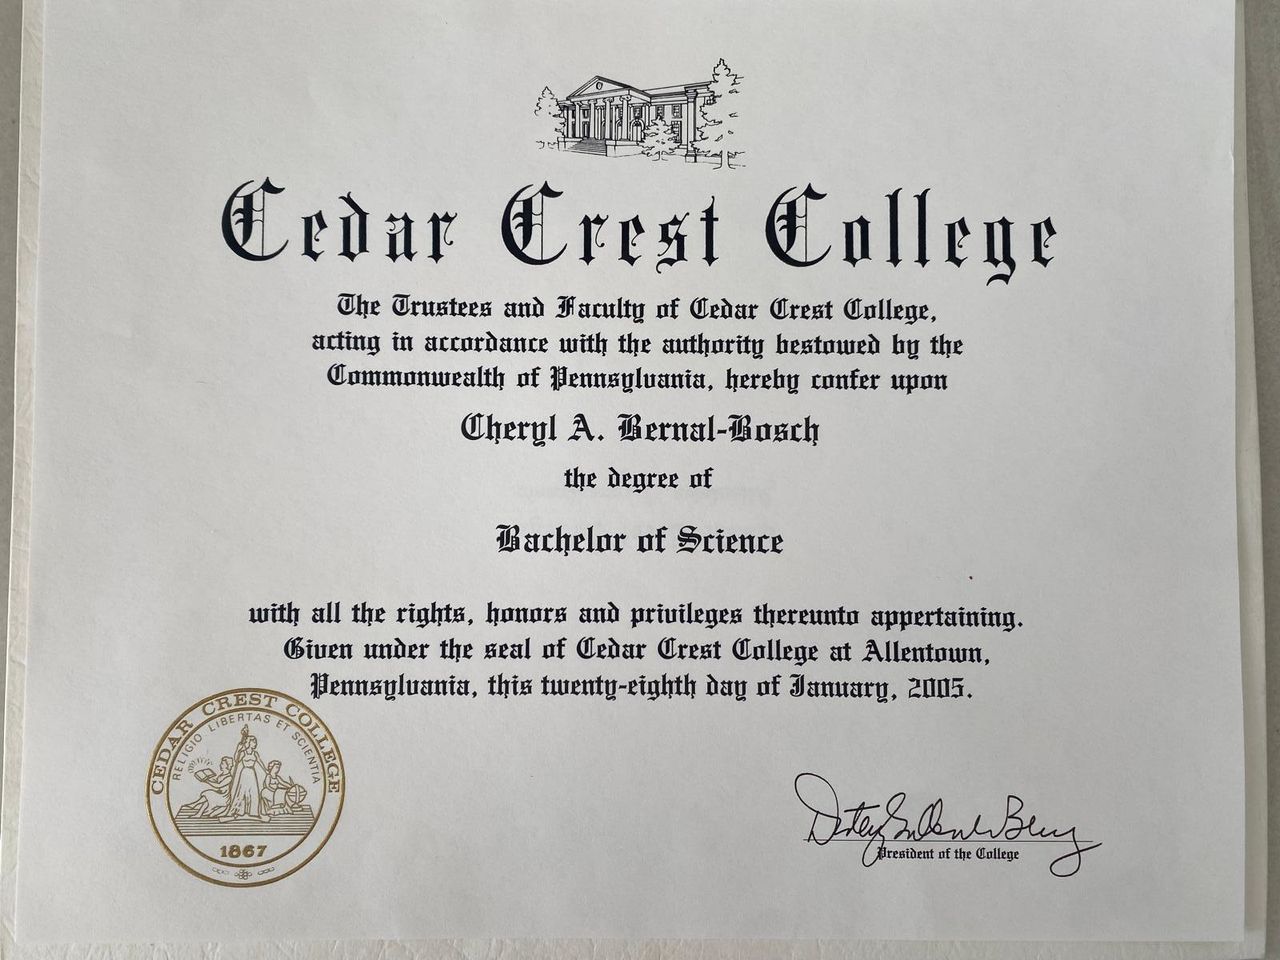 Cedar Crest College
The Trustees and Faculty of Cedar Crest College,
acting in accordance with the authority bestowed by the
Commonwealth of Pennsylvania, hereby confer upon
Cheryl A. Bernal-Bosch
the degree of
Bachelor of Science
with all the rights, honors and privileges thereunto appertaining.
Given under the seal of Cedar Crest College at Allentown,
Pennsylvania, this twenty-eighth day of January, 2005.
CEDAR CREST COLLEGE
RELIGIO LIBERTAS ET SCIENTIA
1867
President of the College